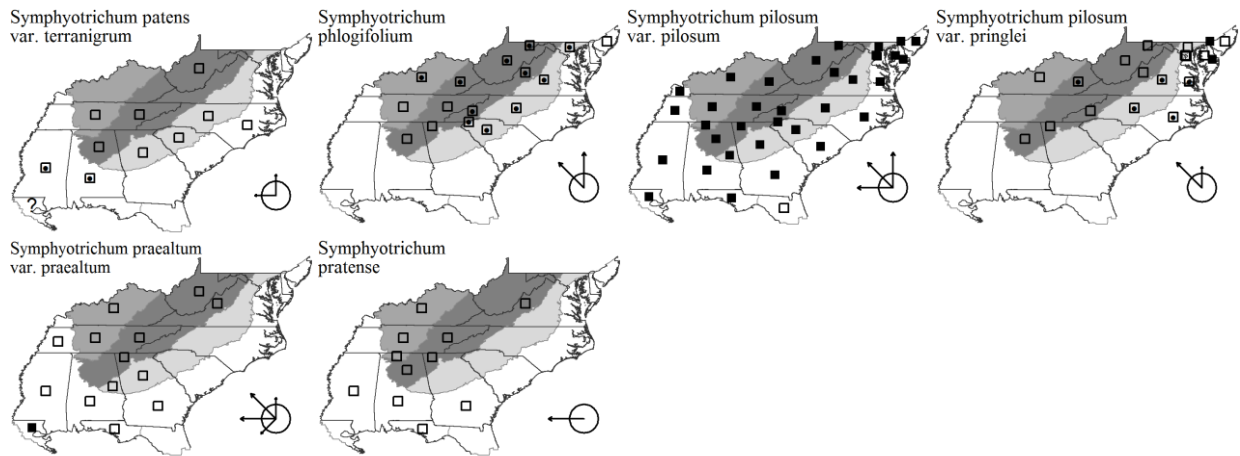 Symphyotrichum patens
var. terranigrum
Symphyotrichum
phlogifolium
Symphyotrichum pilosum
var. pilosum
Symphyotrichum pilosum
var. pringlei
?
Symphyotrichum praealtum
var. praealtum
Symphyotrichum
pratense